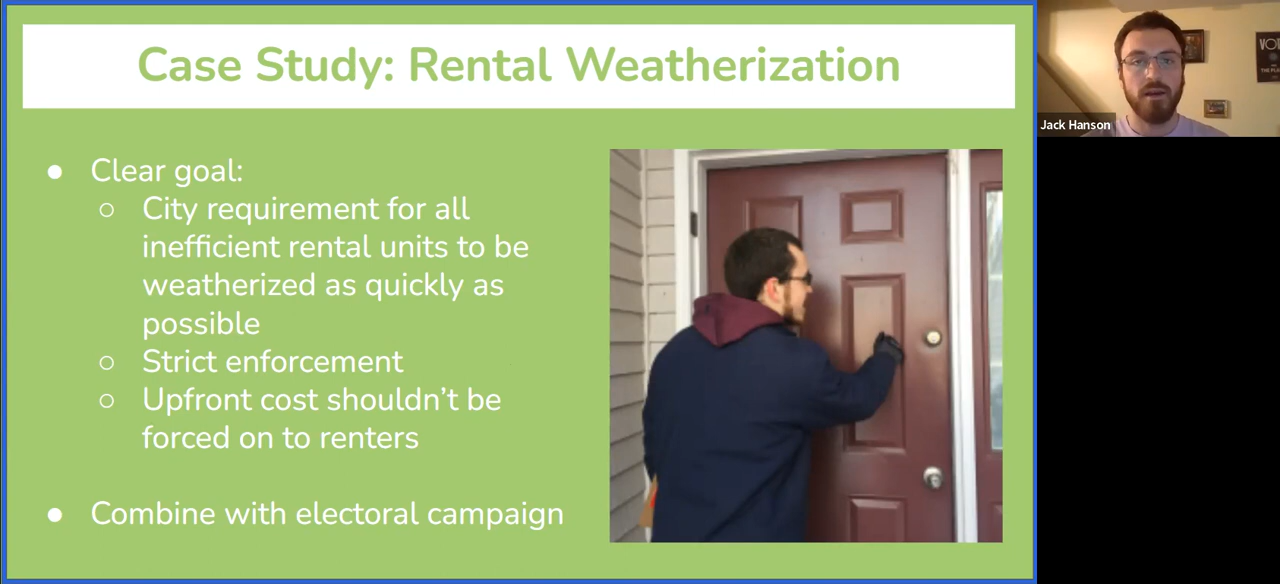 Case Study: Rental Weatherization
● Clear goal:
○ City requirement for all
inefficient rental units to be
weatherized as quickly as
possible
○ Strict enforcement
○ Upfront cost shouldn't be
forced on to renters
● Combine with electoral campaign
Jack Hanson